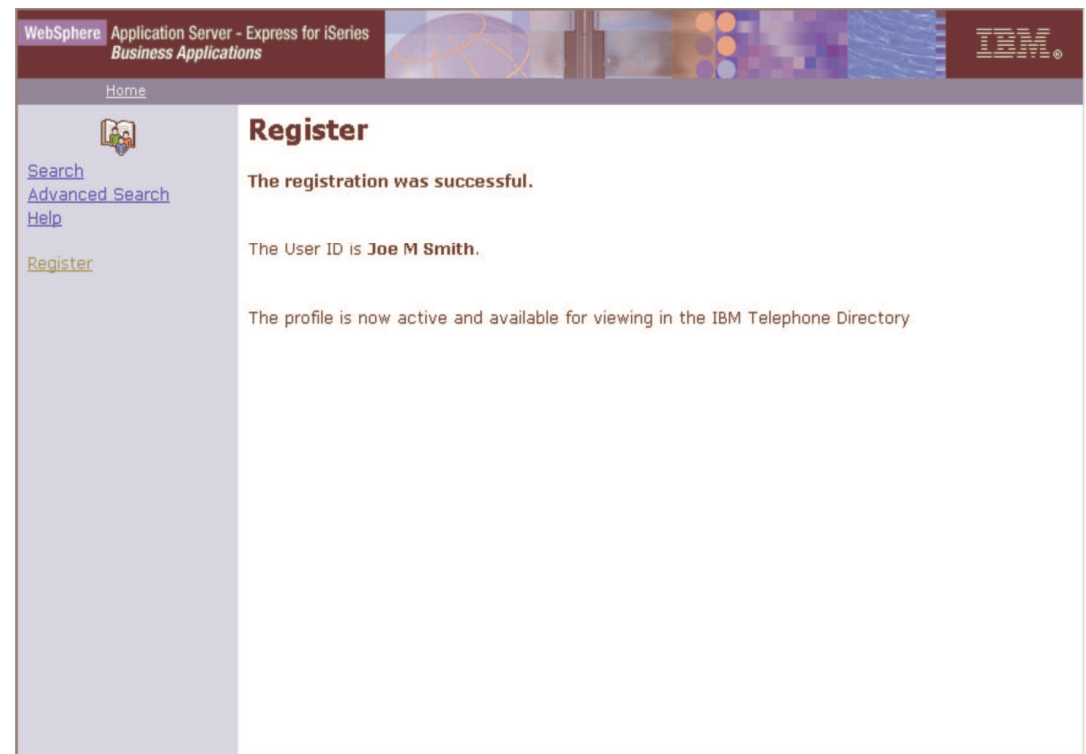 WebSphere Application Server - Express for iSeries
Business Applications
IBM®
Home
Search
Advanced Search
Help
Register
Register
The registration was successful.
The User ID is Joe M Smith.
The profile is now active and available for viewing in the IBM Telephone Directory